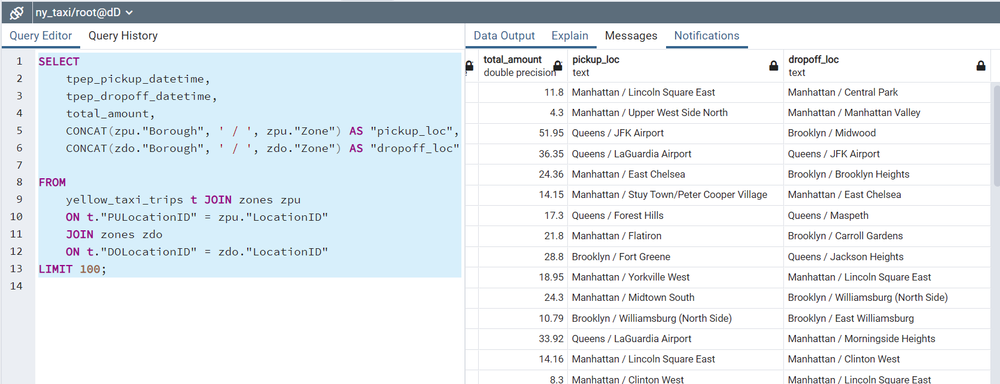 ny_taxi/root@dD
Query Editor Query History
1 SELECT
2 tpep_pickup_datetime,
3 tpep_dropoff_datetime,
4 total_amount,
5 CONCAT(zpu."Borough", ' / ', zpu."Zone") AS "pickup_loc",
6 CONCAT(zdo."Borough", ' / ', zdo."Zone") AS "dropoff_loc"
7
8 FROM
9 yellow_taxi_trips t JOIN zones zpu
10 ON t."PULocationID" = zpu."LocationID"
11 JOIN zones zdo
12 ON t."DOLocationID" = zdo."LocationID"
13 LIMIT 100;
14
Data Output Explain Messages Notifications
total_amount pickup_loc dropoff_loc
double precision text text
11.8 Manhattan / Lincoln Square East Manhattan / Central Park
4.3 Manhattan / Upper West Side North Manhattan / Manhattan Valley
51.95 Queens / JFK Airport Brooklyn / Midwood
36.35 Queens / LaGuardia Airport Queens / JFK Airport
24.36 Manhattan / East Chelsea Brooklyn / Brooklyn Heights
14.15 Manhattan / Stuy Town/Peter Cooper Village Manhattan / East Chelsea
17.3 Queens / Forest Hills Queens / Maspeth
21.8 Manhattan / Flatiron Brooklyn / Carroll Gardens
28.8 Brooklyn / Fort Greene Queens / Jackson Heights
18.95 Manhattan / Yorkville West Manhattan / Lincoln Square East
24.3 Manhattan / Midtown South Brooklyn / Williamsburg (North Side)
10.79 Brooklyn / Williamsburg (North Side) Brooklyn / East Williamsburg
33.92 Queens / LaGuardia Airport Manhattan / Morningside Heights
14.16 Manhattan / Lincoln Square East Manhattan / Clinton West
8.3 Manhattan / Clinton West Manhattan / Lincoln Square East